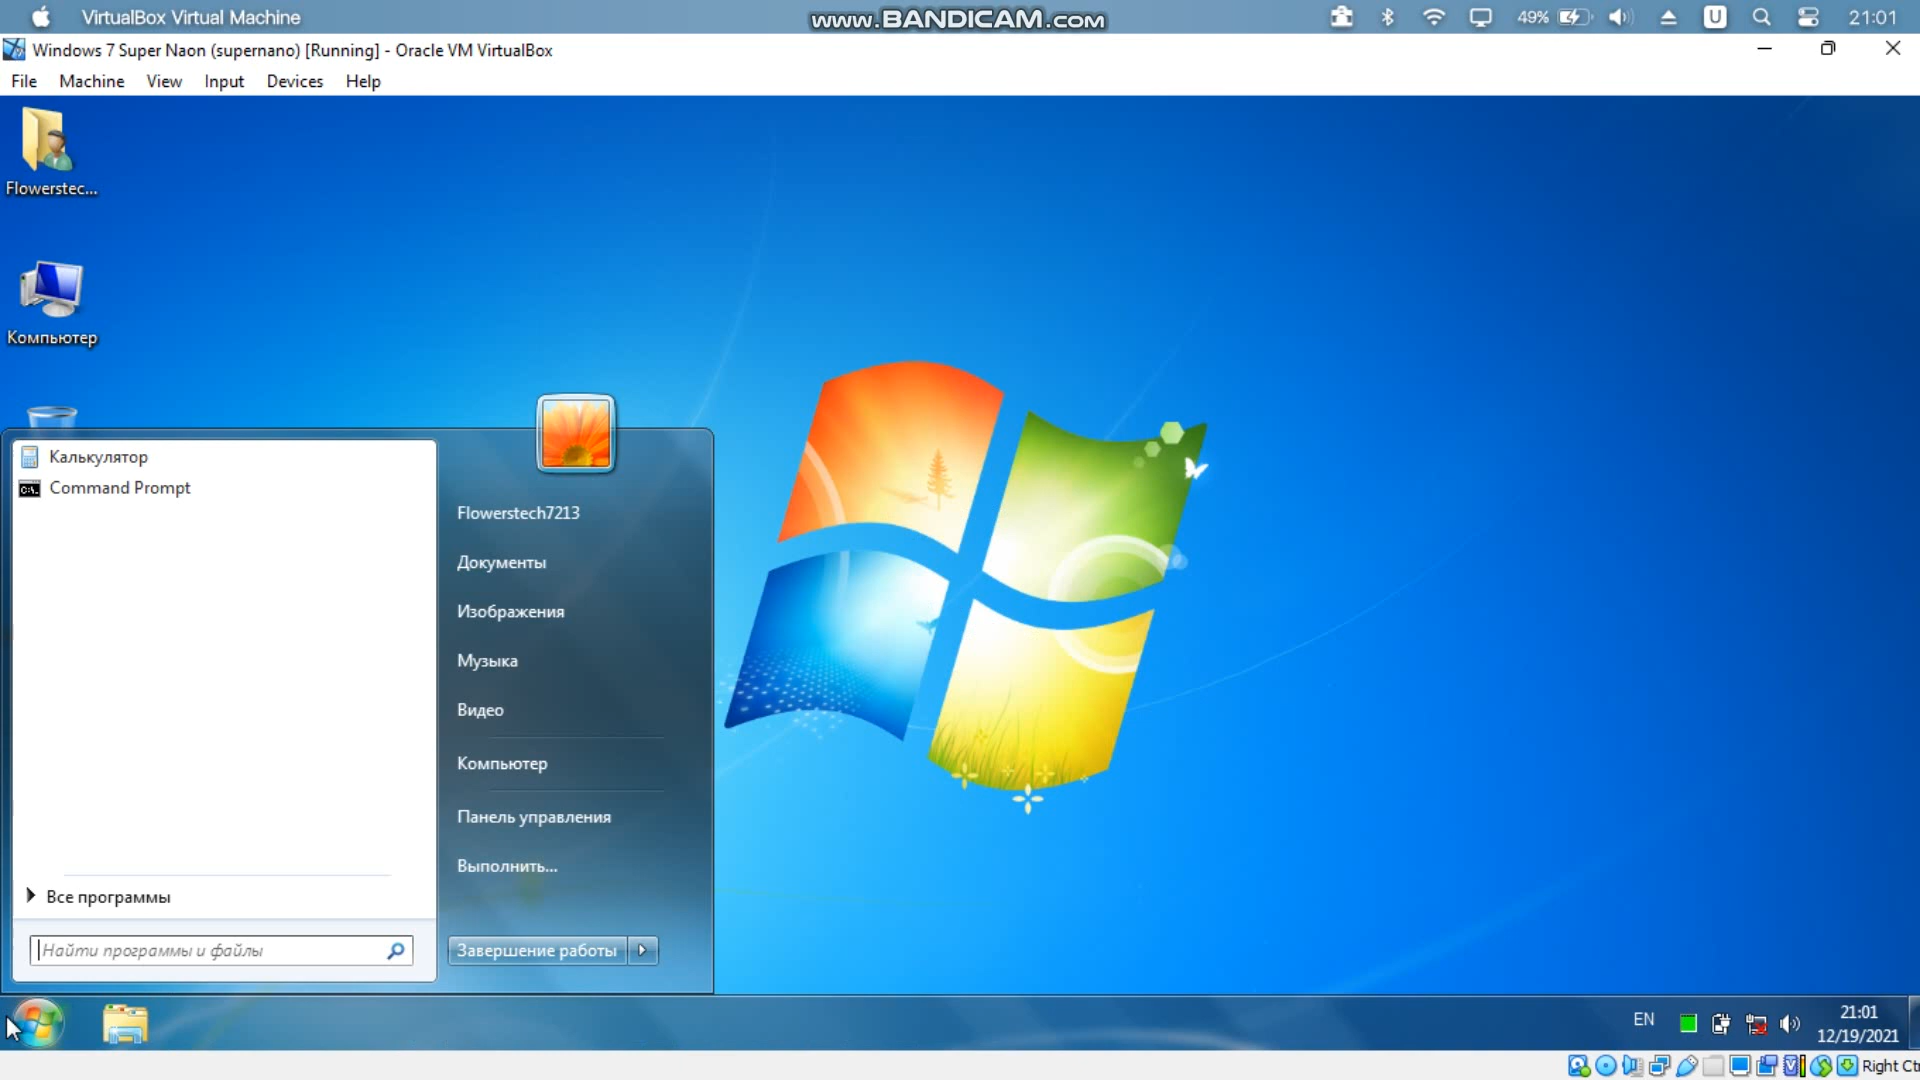 VirtualBox Virtual Machine
www.BANDICAM.com
49%
U
21:01
Windows 7 Super Naon (supernano) [Running] - Oracle VM VirtualBox
File Machine View Input Devices Help
Flowerstec...
Компьютер
Калькулятор
Command Prompt
Все программы
Найти программы и файлы
Flowerstech7213
Документы
Изображения
Музыка
Видео
Компьютер
Панель управления
Выполнить...
Завершение работы
EN
21:01
12/19/2021
Right Ct